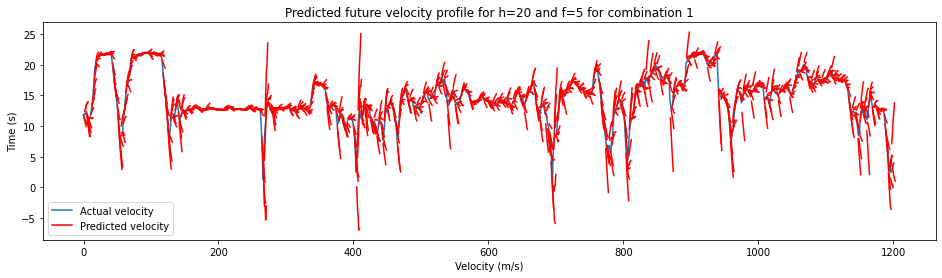 Predicted future velocity profile for h=20 and f=5 for combination 1
Time (s)
25
20
15
10
5
0
−5
Actual velocity
Predicted velocity
0
200
400
600
800
1000
1200
Velocity (m/s)